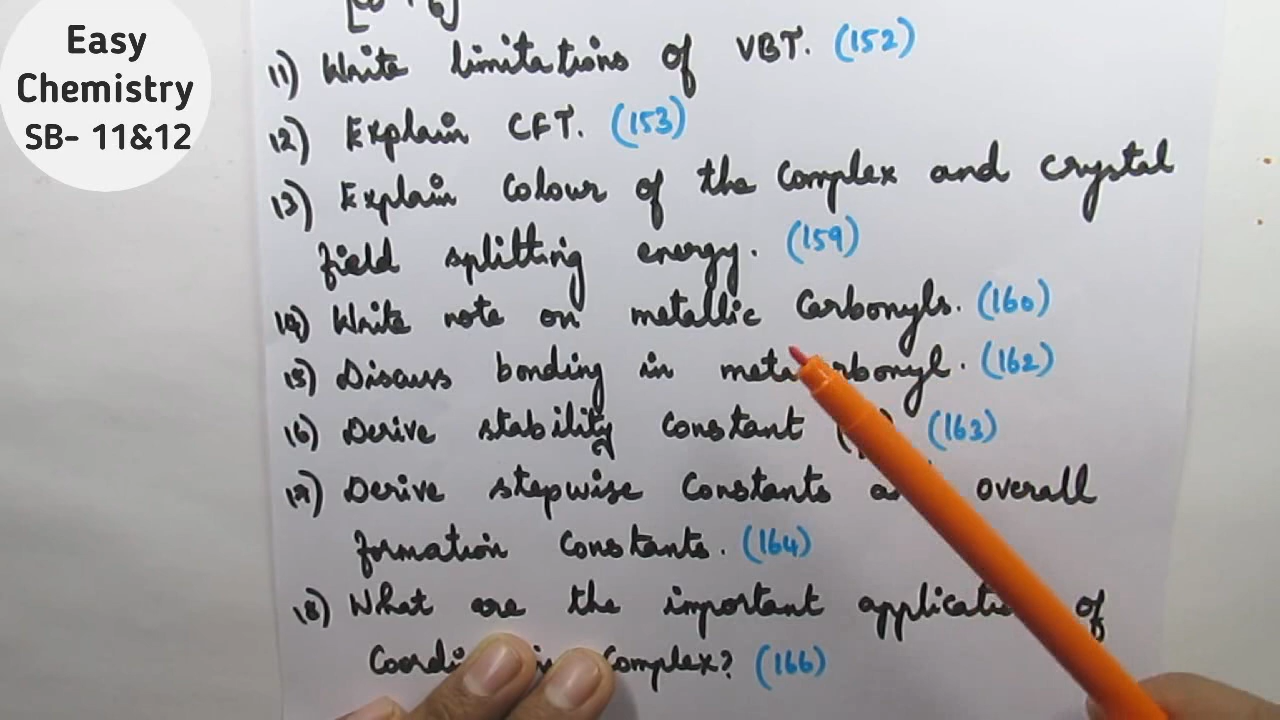 Easy
Chemistry
SB- 11&12
11) Write limitations of VBT. (152)
12) Explain CFT. (153)
13) Explain Colour of the Complex and crystal
field splitting energy. (159)
14) Write note on metallic Carbonyls. (160)
15) Discuss bonding in (162)
16) Derive stability constant (163)
17) Derive stepwise Constants overall
formation Constants. (164)
18) What are the important of
Complex? (166)